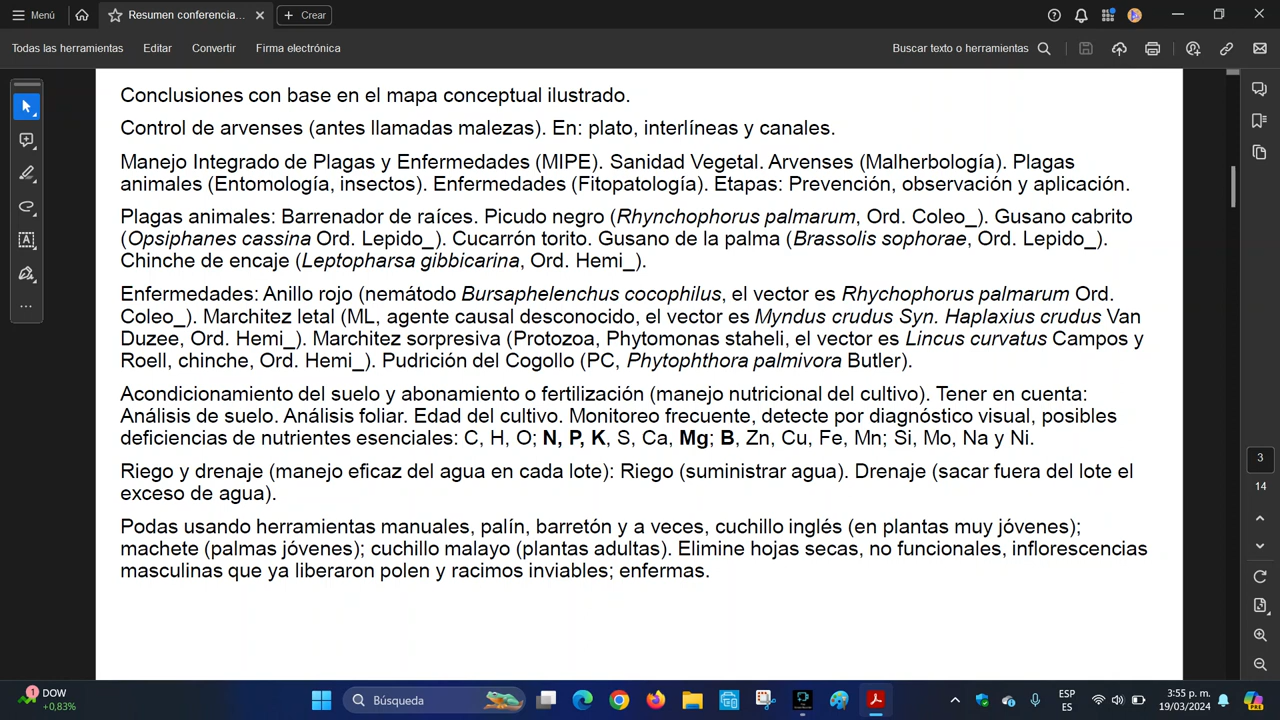 Menú
Resumen conferencia...
Crear
Todas las herramientas
Editar
Convertir
Firma electrónica
Buscar texto o herramientas
Conclusiones con base en el mapa conceptual ilustrado.
Control de arvenses (antes llamadas malezas). En: plato, interlíneas y canales.
Manejo Integrado de Plagas y Enfermedades (MIPE). Sanidad Vegetal. Arvenses (Malherbología). Plagas
animales (Entomología, insectos). Enfermedades (Fitopatología). Etapas: Prevención, observación y aplicación.
Plagas animales: Barrenador de raíces. Picudo negro (Rhynchophorus palmarum, Ord. Coleo_). Gusano cabrito
(Opsiphanes cassina Ord. Lepido_). Cucarrón torito. Gusano de la palma (Brassolis sophorae, Ord. Lepido_).
Chinche de encaje (Leptopharsa gibbicarina, Ord. Hemi_).
Enfermedades: Anillo rojo (nemátodo Bursaphelenchus cocophilus, el vector es Rhychophorus palmarum Ord.
Coleo_). Marchitez letal (ML, agente causal desconocido, el vector es Myndus crudus Syn. Haplaxius crudus Van
Duzee, Ord. Hemi_). Marchitez sorpresiva (Protozoa, Phytomonas staheli, el vector es Lincus curvatus Campos y
Roell, chinche, Ord. Hemi_). Pudrición del Cogollo (PC, Phytophthora palmivora Butler).
Acondicionamiento del suelo y abonamiento o fertilización (manejo nutricional del cultivo). Tener en cuenta:
Análisis de suelo. Análisis foliar. Edad del cultivo. Monitoreo frecuente, detecte por diagnóstico visual, posibles
deficiencias de nutrientes esenciales: C, H, O; N, P, K, S, Ca, Mg; B, Zn, Cu, Fe, Mn; Si, Mo, Na y Ni.
Riego y drenaje (manejo eficaz del agua en cada lote): Riego (suministrar agua). Drenaje (sacar fuera del lote el
exceso de agua).
Podas usando herramientas manuales, palín, barretón y a veces, cuchillo inglés (en plantas muy jóvenes);
machete (palmas jóvenes); cuchillo malayo (plantas adultas). Elimine hojas secas, no funcionales, inflorescencias
masculinas que ya liberaron polen y racimos inviables; enfermas.
3
14
1
DOW
+0,83%
Búsqueda
ESP
ES
3:55 p. m.
19/03/2024